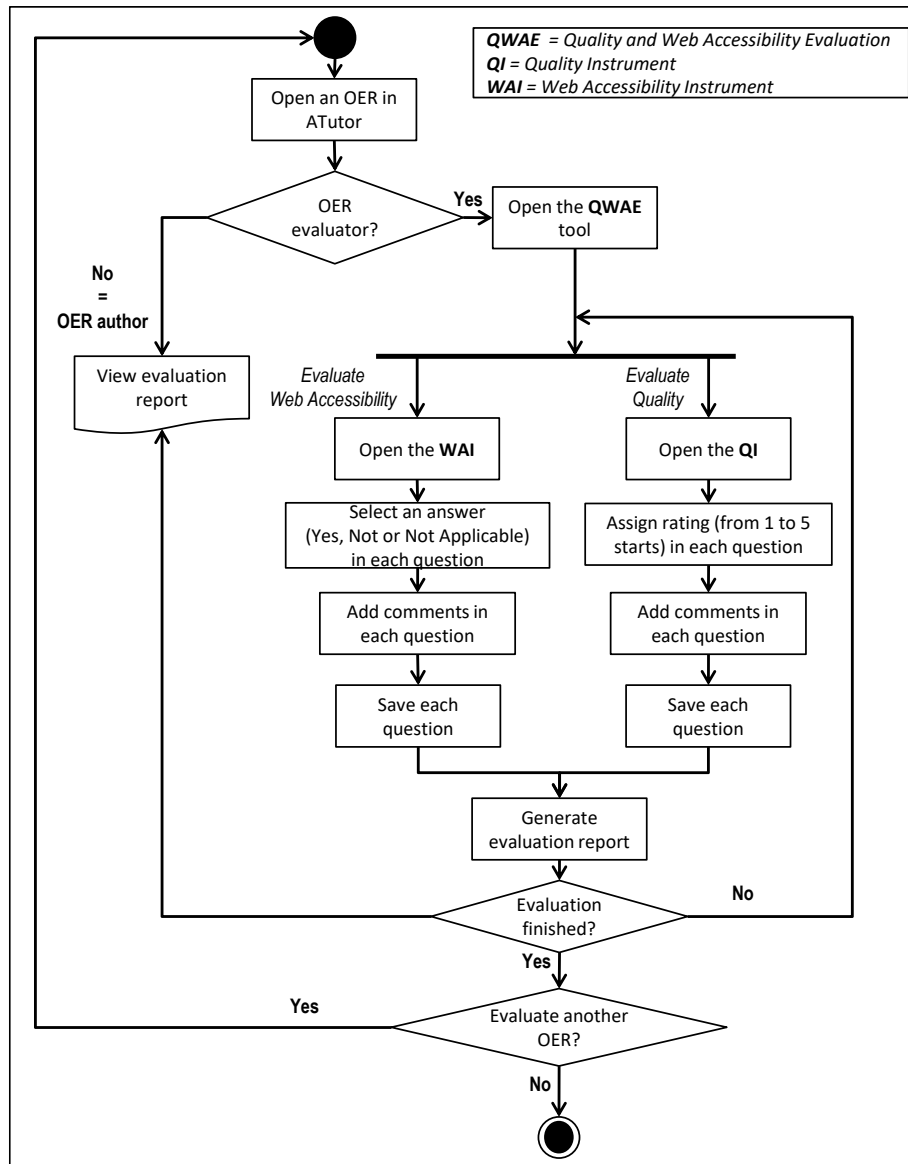 QWAE = Quality and Web Accessibility Evaluation
QI = Quality Instrument
WAI = Web Accessibility Instrument
Open an OER in
ATutor
OER
evaluator?
Yes
Open the QWAE
tool
No
=
OER author
View evaluation
report
Evaluate
Web Accessibility
Evaluate
Quality
Open the WAI
Open the QI
Select an answer
(Yes, Not or Not Applicable)
in each question
Assign rating (from 1 to 5
starts) in each question
Add comments in
each question
Add comments in
each question
Save each
question
Save each
question
Generate
evaluation report
Evaluation
finished?
No
Yes
Evaluate another
OER?
Yes
No